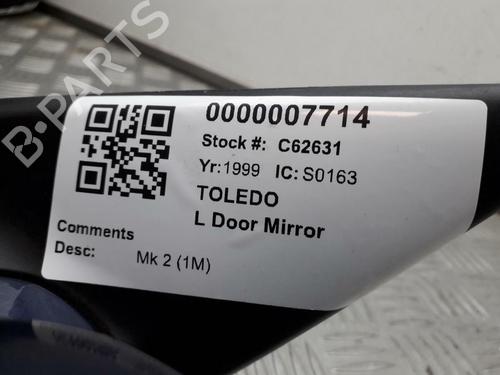 B-PARTS
0000007714
Stock #: C62631
Yr:1999 IC: S0163
TOLEDO
L Door Mirror
Comments
Desc: Mk 2 (1M)